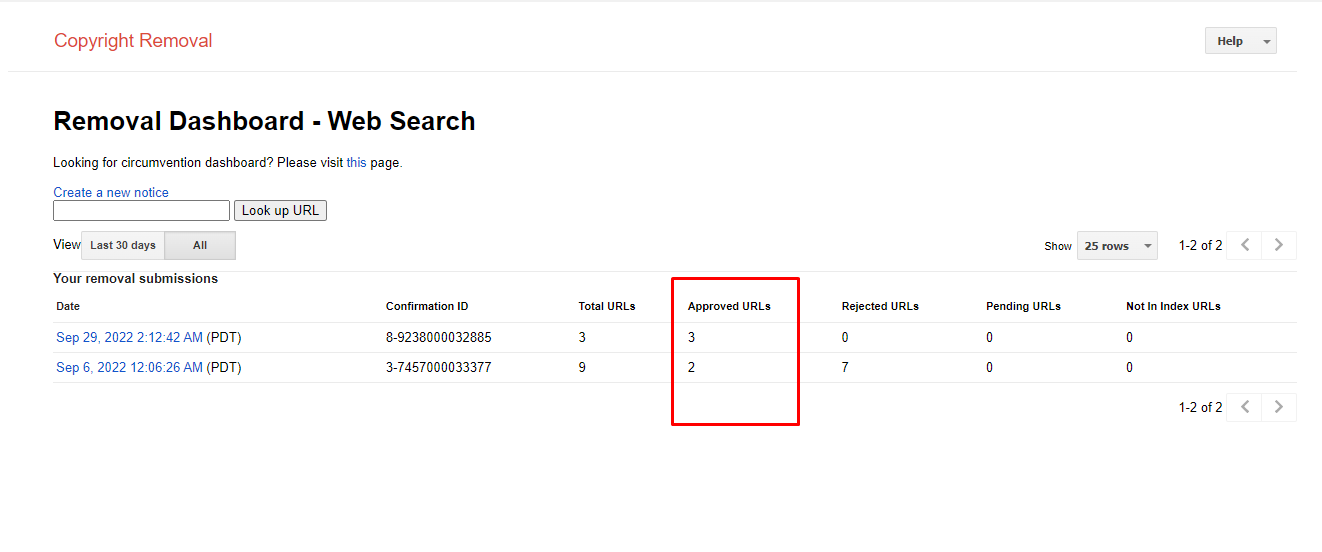 Copyright Removal
Help
Removal Dashboard - Web Search
Looking for circumvention dashboard? Please visit this page.
Create a new notice
Look up URL
View Last 30 days All
Show 25 rows 1-2 of 2
Your removal submissions
Date Confirmation ID Total URLs Approved URLs Rejected URLs Pending URLs Not In Index URLs
Sep 29, 2022 2:12:42 AM (PDT) 8-9238000032885 3 3 0 0 0
Sep 6, 2022 12:06:26 AM (PDT) 3-7457000033377 9 2 7 0 0
1-2 of 2